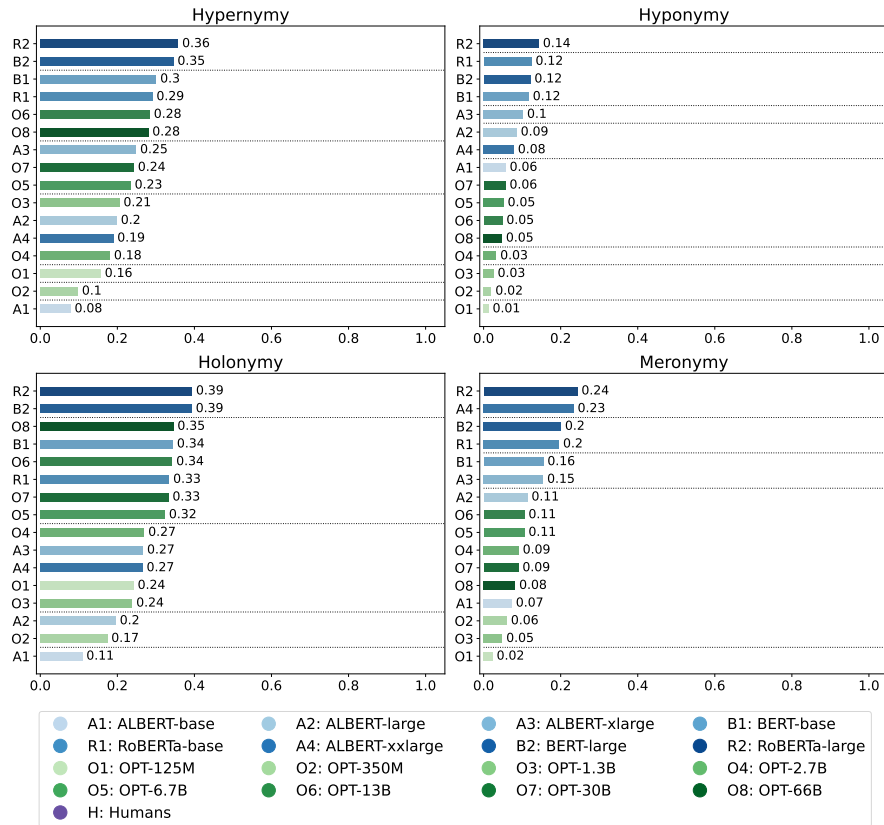 Hypernymy
R2 0.36
B2 0.35
B1 0.3
R1 0.29
O6 0.28
O8 0.28
A3 0.25
O7 0.24
O5 0.23
O3 0.21
A2 0.2
A4 0.19
O4 0.18
O1 0.16
O2 0.1
A1 0.08
0.0 0.2 0.4 0.6 0.8 1.0
Hyponymy
R2 0.14
R1 0.12
B2 0.12
B1 0.12
A3 0.1
A2 0.09
A4 0.08
A1 0.06
O7 0.06
O5 0.05
O6 0.05
O8 0.05
O4 0.03
O3 0.03
O2 0.02
O1 0.01
0.0 0.2 0.4 0.6 0.8 1.0
Holonymy
R2 0.39
B2 0.39
O8 0.35
B1 0.34
O6 0.34
R1 0.33
O7 0.33
O5 0.32
O4 0.27
A3 0.27
A4 0.27
O1 0.24
O3 0.24
A2 0.2
O2 0.17
A1 0.11
0.0 0.2 0.4 0.6 0.8 1.0
Meronymy
R2 0.24
A4 0.23
B2 0.2
R1 0.2
B1 0.16
A3 0.15
A2 0.11
O6 0.11
O5 0.11
O4 0.09
O7 0.09
O8 0.08
A1 0.07
O2 0.06
O3 0.05
O1 0.02
0.0 0.2 0.4 0.6 0.8 1.0
A1: ALBERT-base A2: ALBERT-large A3: ALBERT-xlarge B1: BERT-base
R1: RoBERTa-base A4: ALBERT-xxlarge B2: BERT-large R2: RoBERTa-large
O1: OPT-125M O2: OPT-350M O3: OPT-1.3B O4: OPT-2.7B
O5: OPT-6.7B O6: OPT-13B O7: OPT-30B O8: OPT-66B
H: Humans